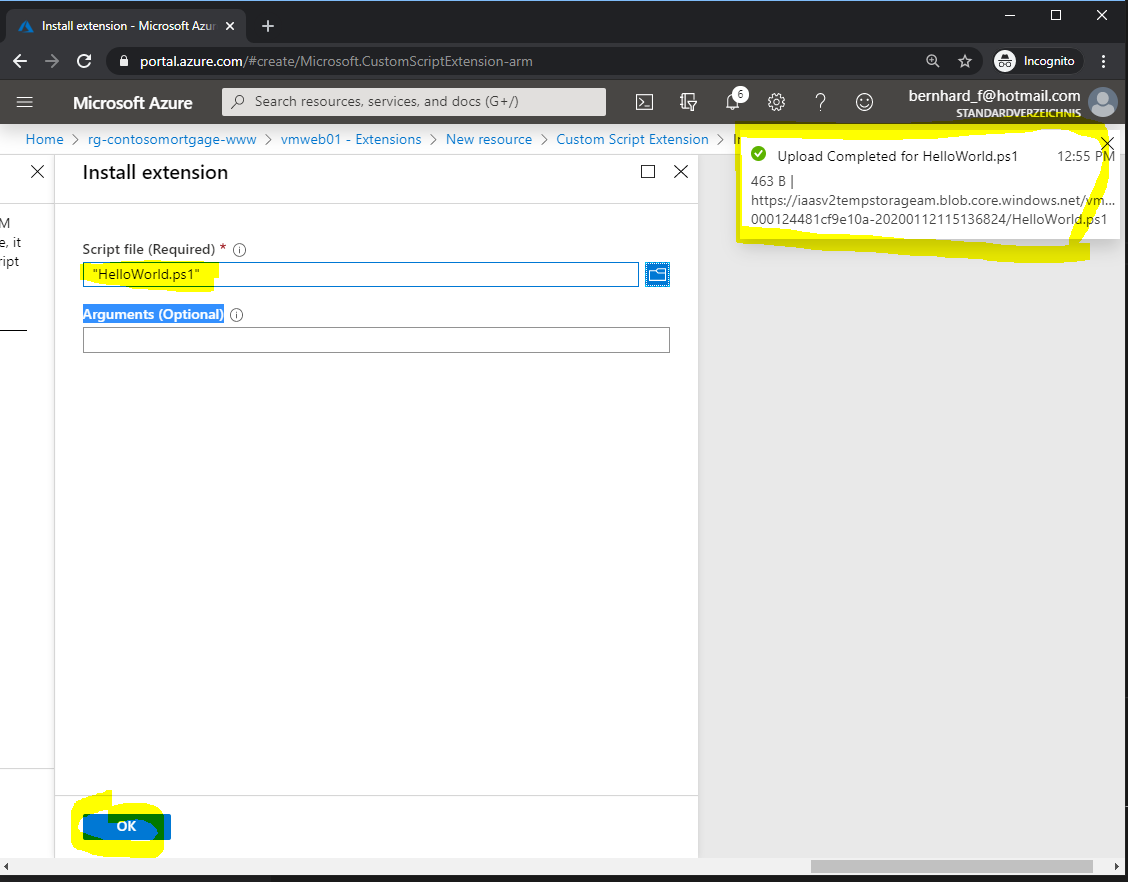 Install extension - Microsoft Azur
portal.azure.com/#create/Microsoft.CustomScriptExtension-arm
Incognito
Microsoft Azure
Search resources, services, and docs (G+/)
6
bernhard_f@hotmail.com
STANDARDVERZEICHNIS
Home > rg-contosomortgage-www > vmweb01 - Extensions > New resource > Custom Script Extension >
Upload Completed for HelloWorld.ps1 12:55 PM
463 B |
https://iaasv2tempstorageam.blob.core.windows.net/vm...
000124481cf9e10a-20200112115136824/HelloWorld.ps1
Install extension
M
e, it
ript
Script file (Required) *
"HelloWorld.ps1"
Arguments (Optional)
OK